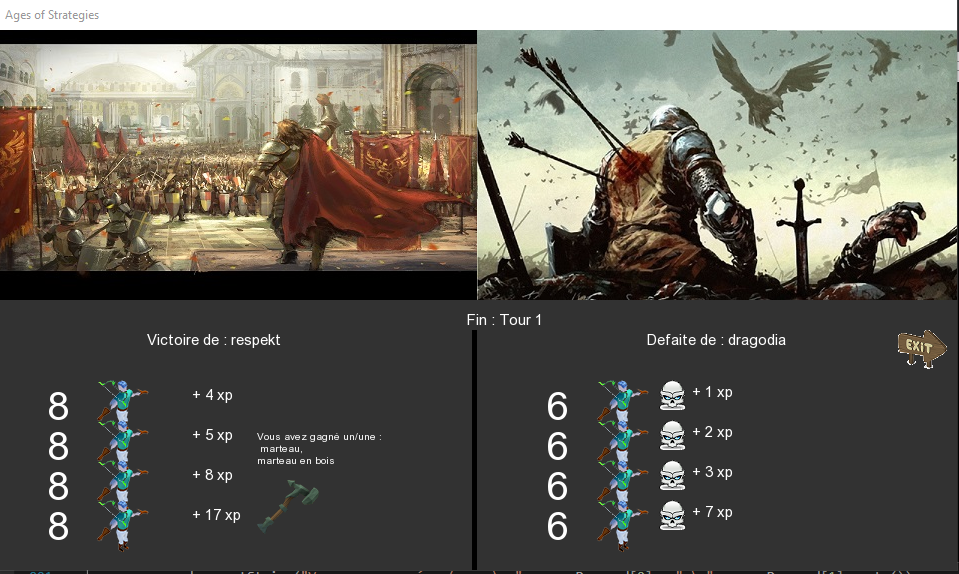 Ages of Strategies
Fin : Tour 1
Victoire de : respekt
Defaite de : dragodia
EXIT
8
+ 4 xp
8
+ 5 xp
8
+ 8 xp
8
+ 17 xp
Vous avez gagné un/une :
marteau,
marteau en bois
6
+ 1 xp
6
+ 2 xp
6
+ 3 xp
6
+ 7 xp